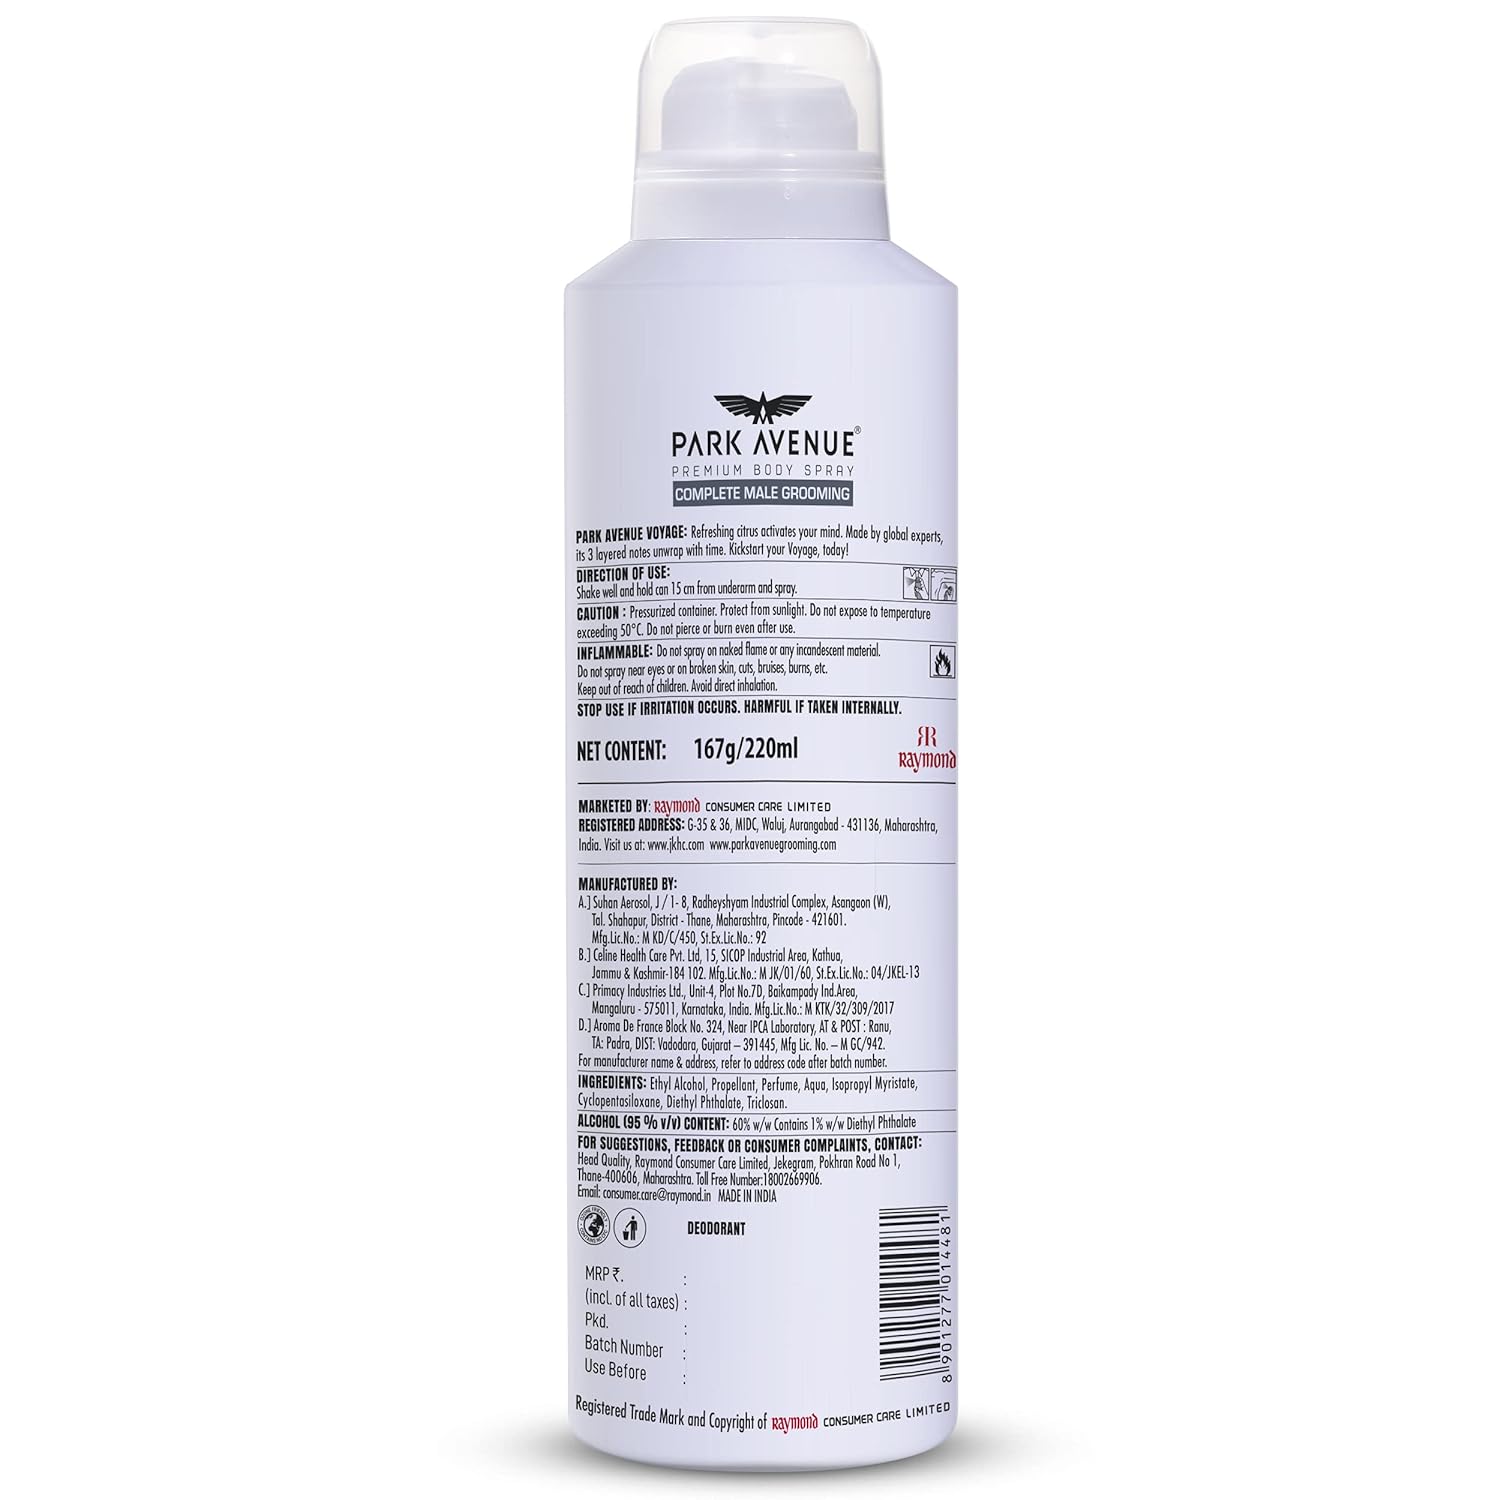 PARK AVENUE®
PREMIUM BODY SPRAY
COMPLETE MALE GROOMING
PARK AVENUE VOYAGE: Refreshing citrus activates your mind. Made by global experts,
its 3 layered notes unwrap with time. Kickstart your Voyage, today!
DIRECTION OF USE:
Shake well and hold can 15 cm from underarm and spray.
CAUTION : Pressurized container. Protect from sunlight. Do not expose to temperature
exceeding 50°C. Do not pierce or burn even after use.
INFLAMMABLE: Do not spray on naked flame or any incandescent material.
Do not spray near eyes or on broken skin, cuts, bruises, burns, etc.
Keep out of reach of children. Avoid direct inhalation.
STOP USE IF IRRITATION OCCURS. HARMFUL IF TAKEN INTERNALLY.
NET CONTENT: 167g/220ml
Raymond
MARKETED BY: Raymond CONSUMER CARE LIMITED
REGISTERED ADDRESS: G-35 & 36, MIDC, Waluj, Aurangabad - 431136, Maharashtra,
India. Visit us at: www.jkhc.com www.parkavenuegrooming.com
MANUFACTURED BY:
A.] Suhan Aerosol, J / 1- 8, Radheyshyam Industrial Complex, Asangaon (W),
Tal. Shahapur, District - Thane, Maharashtra, Pincode - 421601.
Mfg.Lic.No.: M KD/C/450, St.Ex.Lic.No.: 92
B.] Celine Health Care Pvt. Ltd, 15, SICOP Industrial Area, Kathua,
Jammu & Kashmir-184 102. Mfg.Lic.No.: M JK/01/60, St.Ex.Lic.No.: 04/JKEL-13
C.] Primacy Industries Ltd., Unit-4, Plot No.7D, Baikampady Ind.Area,
Mangaluru - 575011, Karnataka, India. Mfg.Lic.No.: M KTK/32/309/2017
D.] Aroma De France Block No. 324, Near IPCA Laboratory, AT & POST : Ranu,
TA: Padra, DIST: Vadodara, Gujarat – 391445, Mfg Lic. No. – M GC/942.
For manufacturer name & address, refer to address code after batch number.
INGREDIENTS: Ethyl Alcohol, Propellant, Perfume, Aqua, Isopropyl Myristate,
Cyclopentasiloxane, Diethyl Phthalate, Triclosan.
ALCOHOL (95 % v/v) CONTENT: 60% w/w Contains 1% w/w Diethyl Phthalate
FOR SUGGESTIONS, FEEDBACK OR CONSUMER COMPLAINTS, CONTACT:
Head Quality, Raymond Consumer Care Limited, Jekegram, Pokhran Road No 1,
Thane-400606, Maharashtra. Toll Free Number:18002669906.
Email: consumer.care@raymond.in MADE IN INDIA
OZONE FRIENDLY
CONTAINS NO CFC
DEODORANT
MRP ₹. :
(incl. of all taxes) :
Pkd. :
Batch Number :
Use Before :
8 901277 014481
Registered Trade Mark and Copyright of Raymond CONSUMER CARE LIMITED